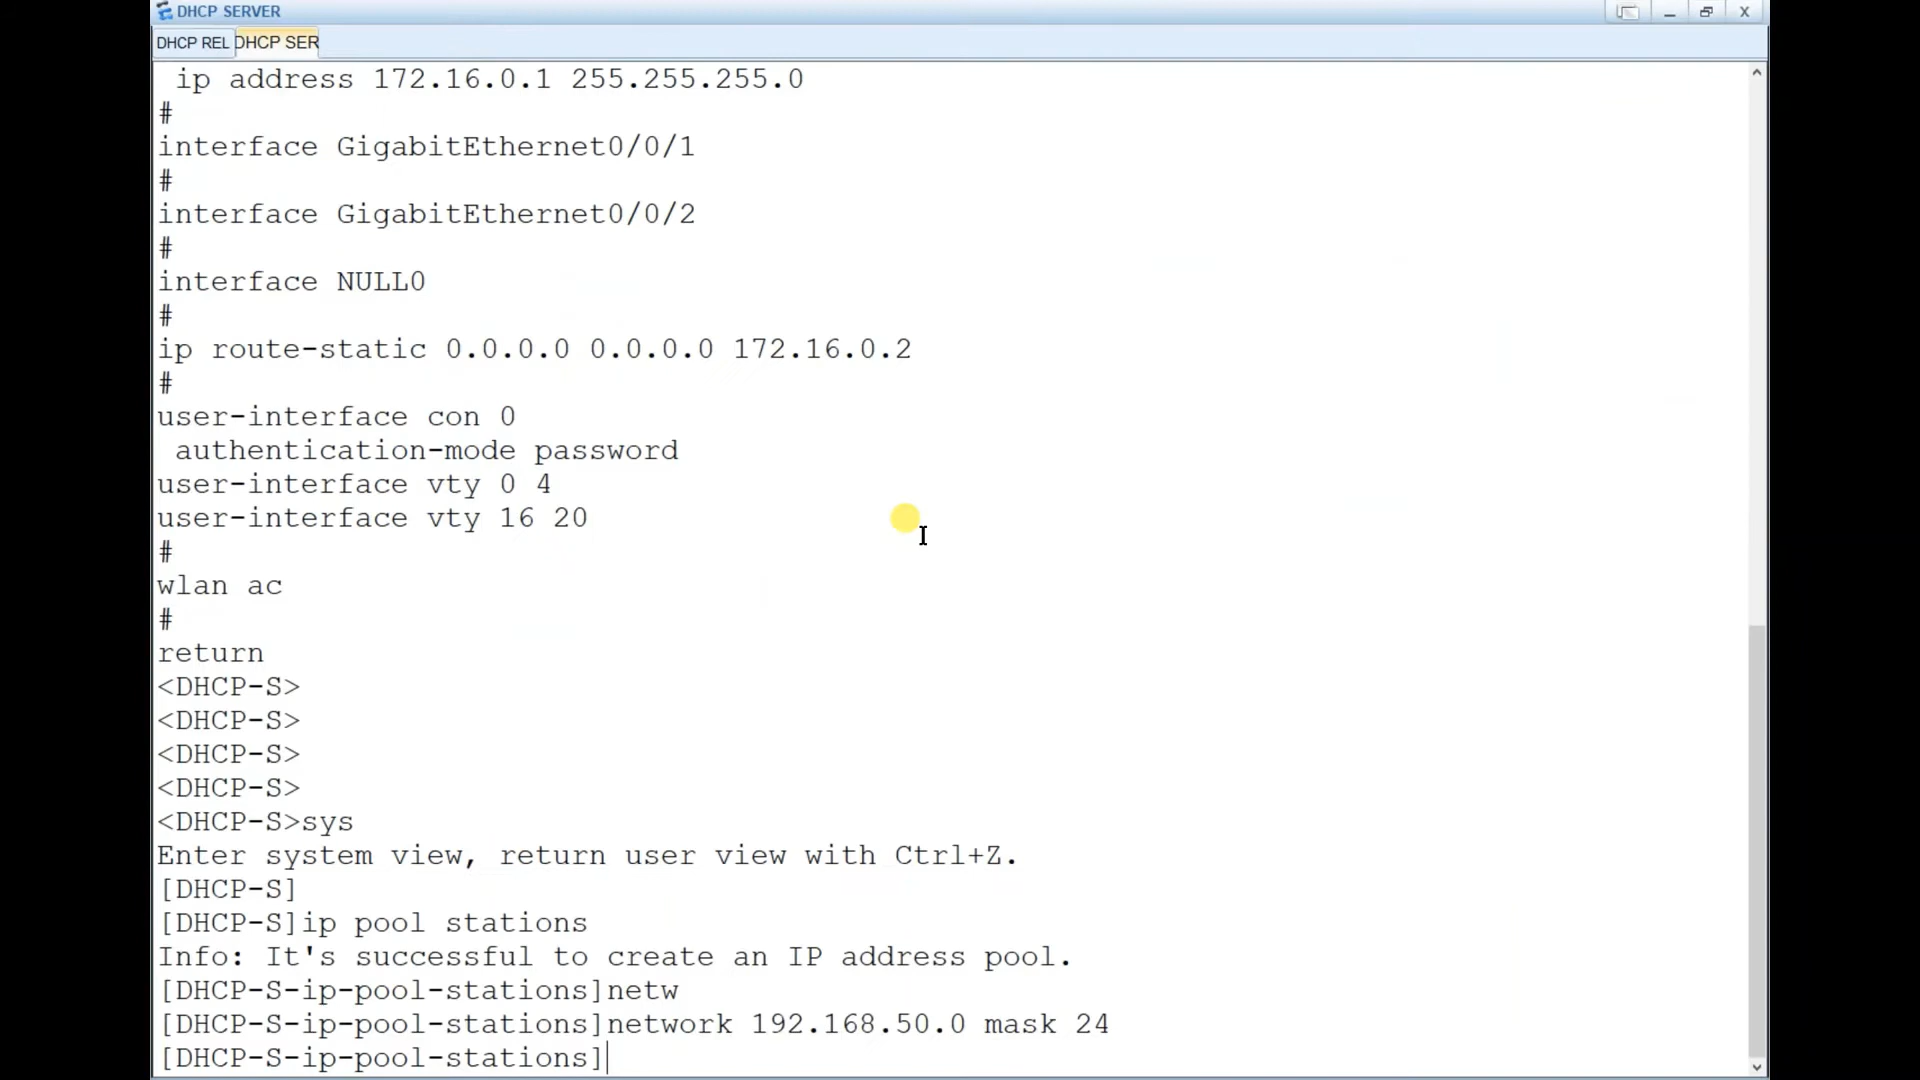 DHCP SERVER
DHCP REL
DHCP SER
ip address 172.16.0.1 255.255.255.0
#
interface GigabitEthernet0/0/1
#
interface GigabitEthernet0/0/2
#
interface NULL0
#
ip route-static 0.0.0.0 0.0.0.0 172.16.0.2
#
user-interface con 0
authentication-mode password
user-interface vty 0 4
user-interface vty 16 20
#
wlan ac
#
return
<DHCP-S>
<DHCP-S>
<DHCP-S>
<DHCP-S>
<DHCP-S>sys
Enter system view, return user view with Ctrl+Z.
[DHCP-S]
[DHCP-S]ip pool stations
Info: It's successful to create an IP address pool.
[DHCP-S-ip-pool-stations]netw
[DHCP-S-ip-pool-stations]network 192.168.50.0 mask 24
[DHCP-S-ip-pool-stations]